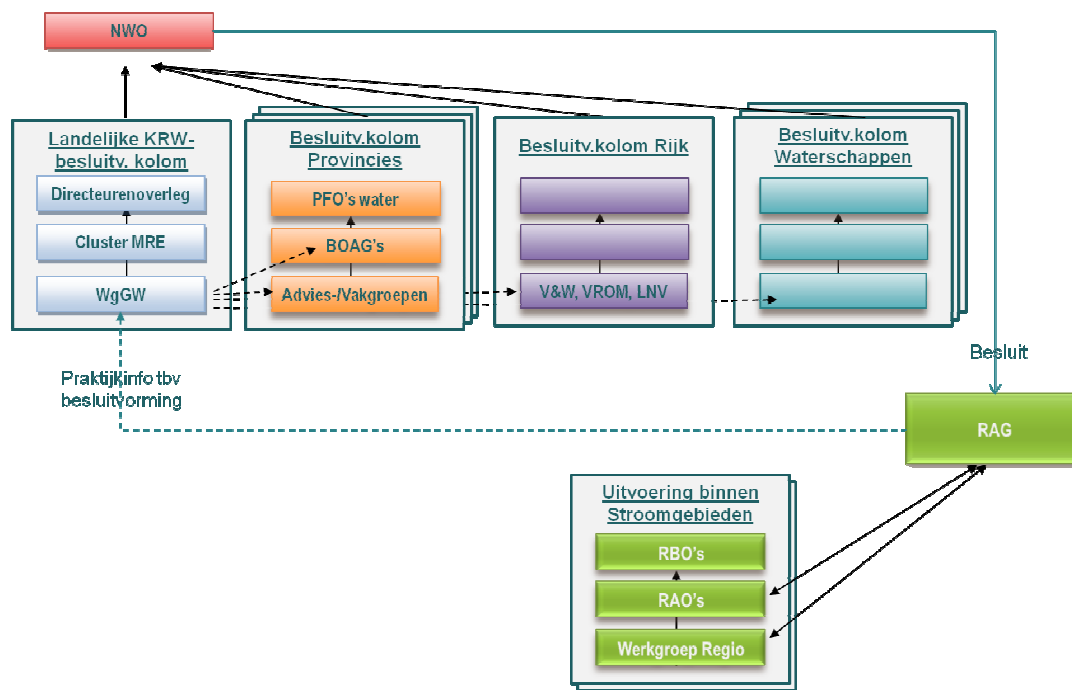 NWO
Landelijke KRW-
besluitv. kolom
Directeurenoverleg
Cluster MRE
WgGW
Besluitv.kolom
Provincies
PFO's water
BOAG's
Advies-/Vakgroepen
Besluitv.kolom Rijk
V&W, VROM, LNV
Besluitv.kolom
Waterschappen
Besluit
Praktijkinfo tbv
besluitvorming
RAG
Uitvoering binnen
Stroomgebieden
RBO's
RAO's
Werkgroep Regio